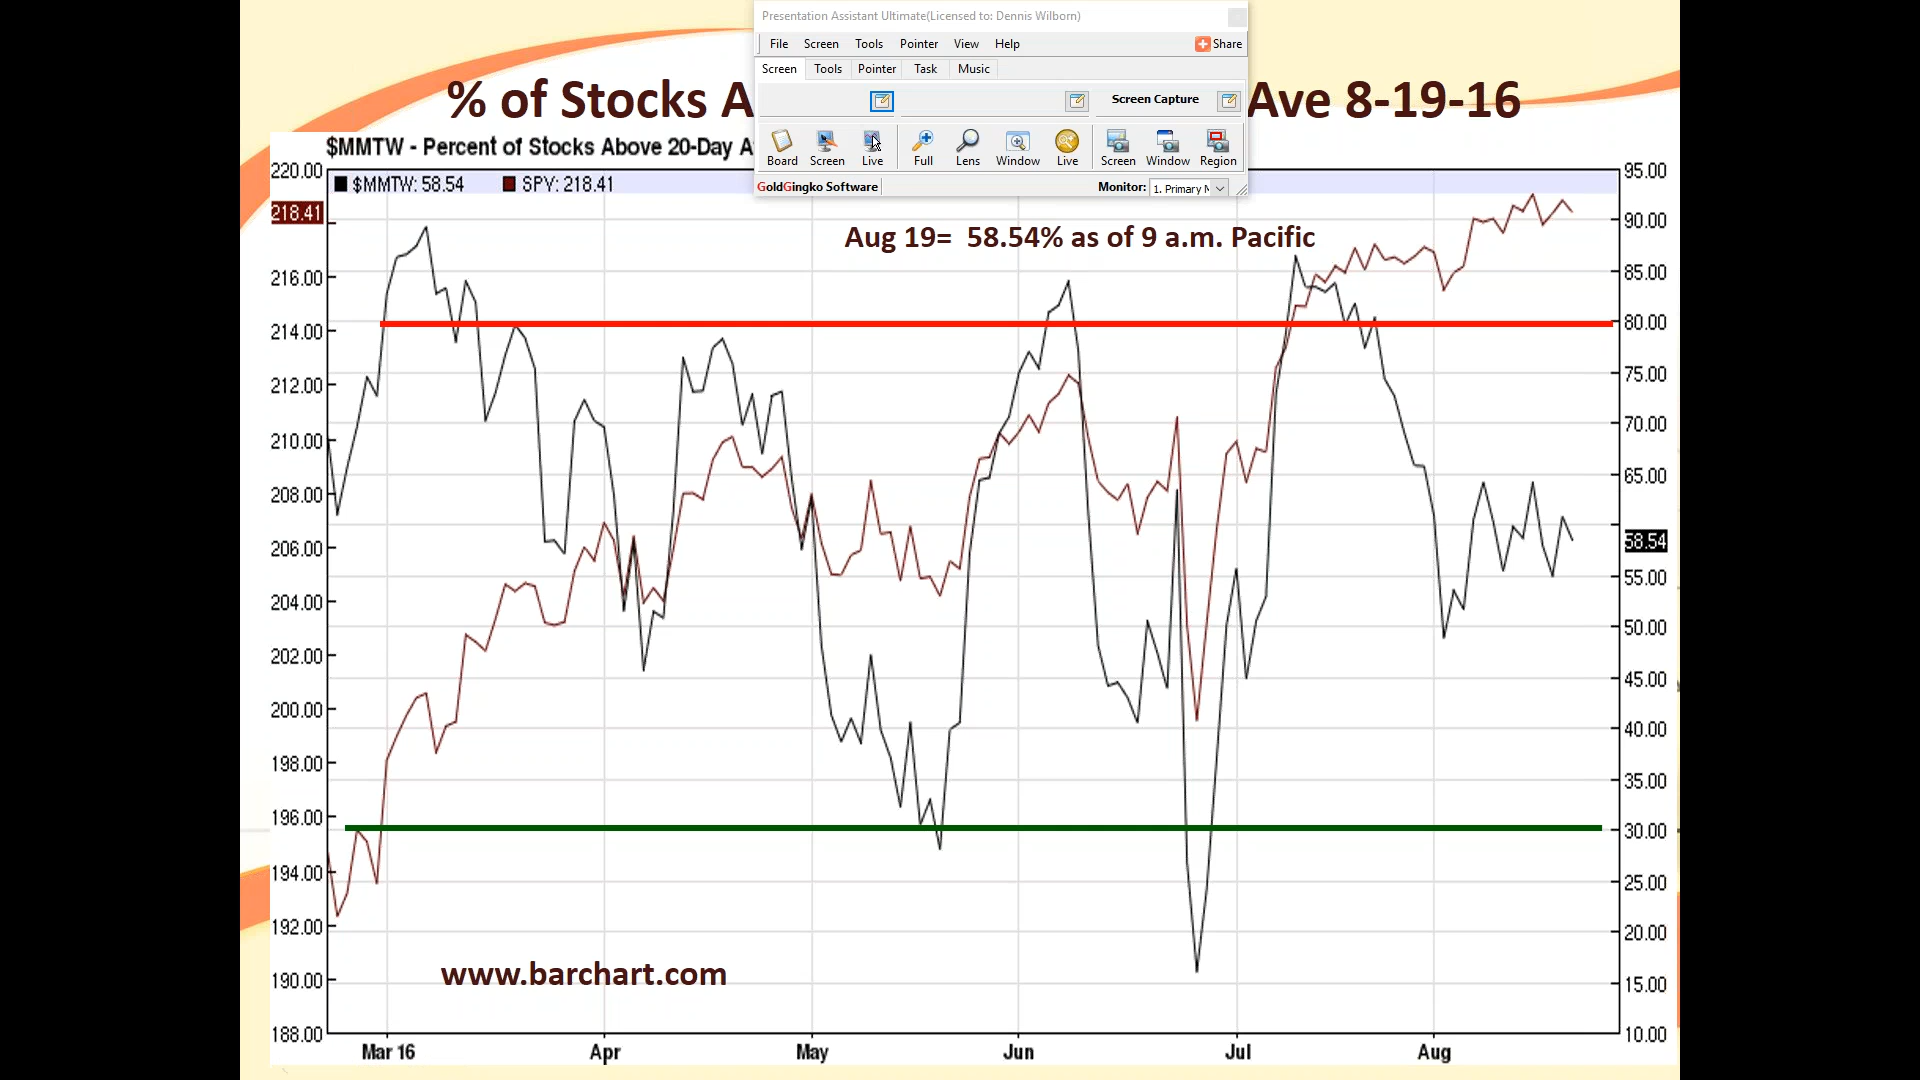 Presentation Assistant Ultimate(Licensed to: Dennis Wilborn)
File Screen Tools Pointer View Help Share
Screen Tools Pointer Task Music
Screen Capture
Board Screen Live Full Lens Window Live Screen Window Region
GoldGingko Software Monitor: 1. Primary
% of Stocks A Ave 8-19-16
$MMTW - Percent of Stocks Above 20-Day A
$MMTW: 58.54 SPY: 218.41
Aug 19= 58.54% as of 9 a.m. Pacific
220.00 95.00
218.41 90.00
216.00 85.00
214.00 80.00
212.00 75.00
210.00 70.00
208.00 65.00
206.00 58.54
204.00 55.00
202.00 50.00
45.00
200.00 40.00
198.00 35.00
196.00 30.00
194.00 25.00
192.00 20.00
www.barchart.com
190.00 15.00
188.00 10.00
Mar 16 Apr May Jun Jul Aug